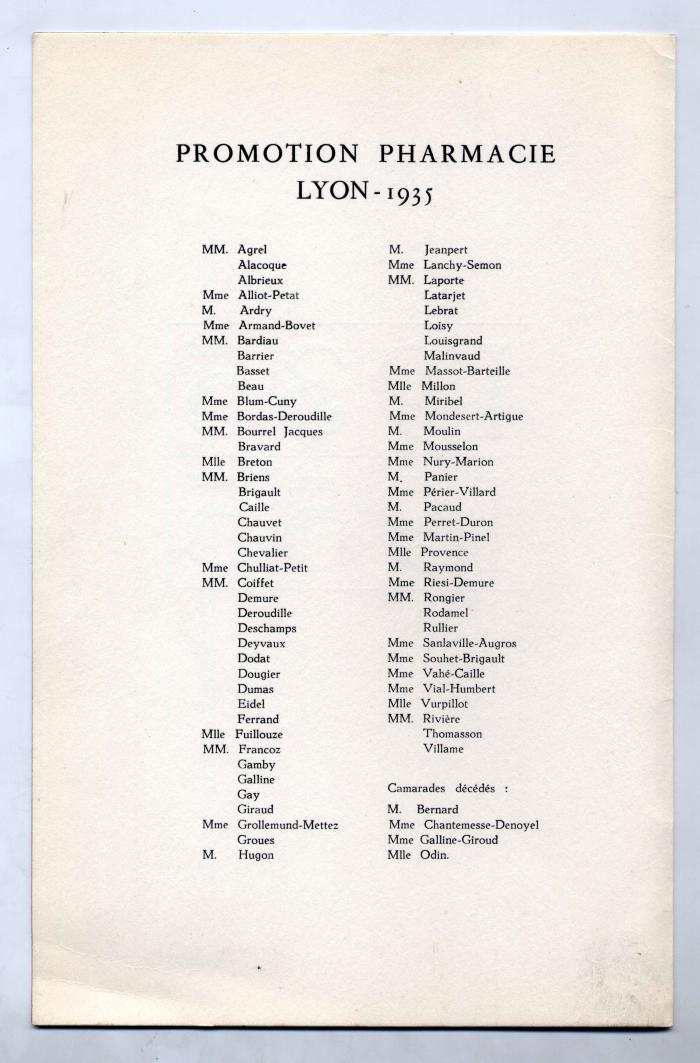 PROMOTION PHARMACIE
LYON - 1935
MM. Agrel
Alacoque
Albrieux
Mme Alliot-Petat
M. Ardry
Mme Armand-Bovet
MM. Bardiau
Barrier
Basset
Beau
Mme Blum-Cuny
Mme Bordas-Deroudille
MM. Bourrel Jacques
Bravard
Mlle Breton
MM. Briens
Brigault
Caille
Chauvet
Chauvin
Chevalier
Mme Chulliat-Petit
MM. Coiffet
Demure
Deroudille
Deschamps
Deyvaux
Dodat
Dougier
Dumas
Eidel
Ferrand
Mlle Fuillouze
MM. Francoz
Gamby
Galline
Gay
Giraud
Mme Grollemund-Mettez
Groues
M. Hugon
M. Jeanpert
Mme Lanchy-Semon
MM. Laporte
Latarjet
Lebrat
Loisy
Louisgrand
Malinvaud
Mme Massot-Barteille
Mlle Millon
M. Miribel
Mme Mondesert-Artigue
M. Moulin
Mme Mousselon
Mme Nury-Marion
M. Panier
Mme Périer-Villard
M. Pacaud
Mme Perret-Duron
Mme Martin-Pinel
Mlle Provence
M. Raymond
Mme Riesi-Demure
MM. Rongier
Rodamel
Rullier
Mme Sanlaville-Augros
Mme Souhet-Brigault
Mme Vahé-Caille
Mme Vial-Humbert
Mlle Vurpillot
MM. Rivière
Thomasson
Villame
Camarades décédés :
M. Bernard
Mme Chantemesse-Denoyel
Mme Galline-Giroud
Mlle Odin.